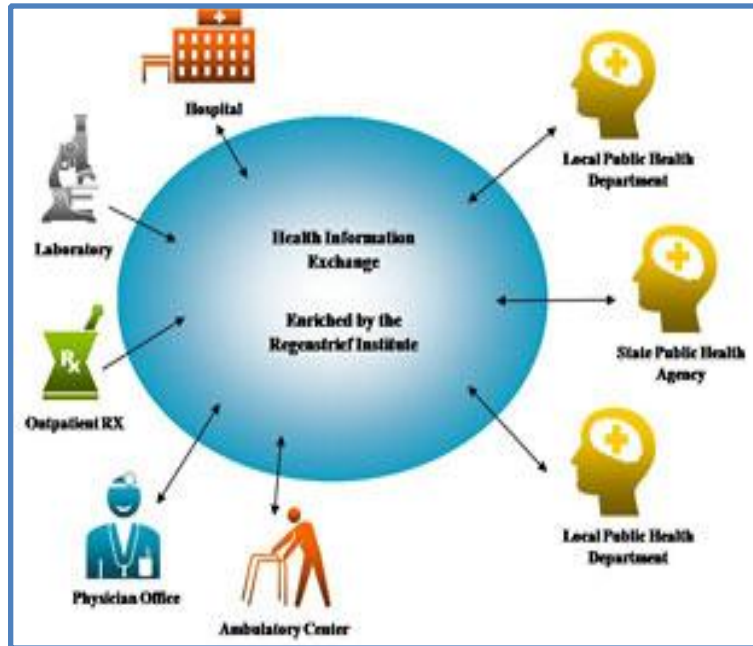 Hospital
Local Public Health
Department
Laboratory
Health Information
Exchange
Enriched by the
Regenstrief Institute
State Public Health
Agency
Rx
Outpatient RX
Local Public Health
Department
Physician Office
Ambulatory Center